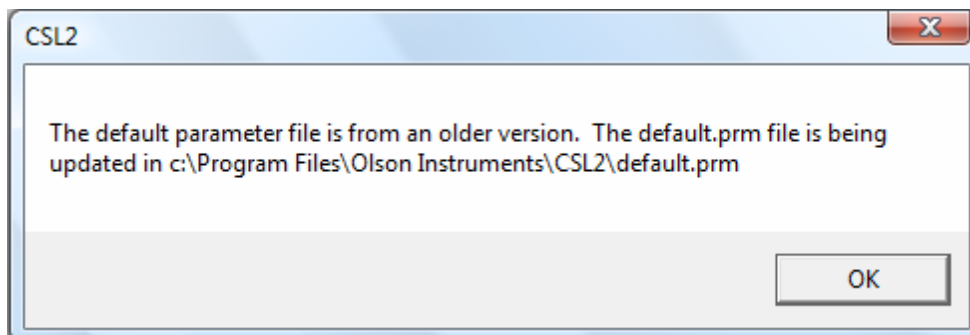 CSL2
The default parameter file is from an older version.  The default.prm file is being
updated in c:\Program Files\Olson Instruments\CSL2\default.prm
OK